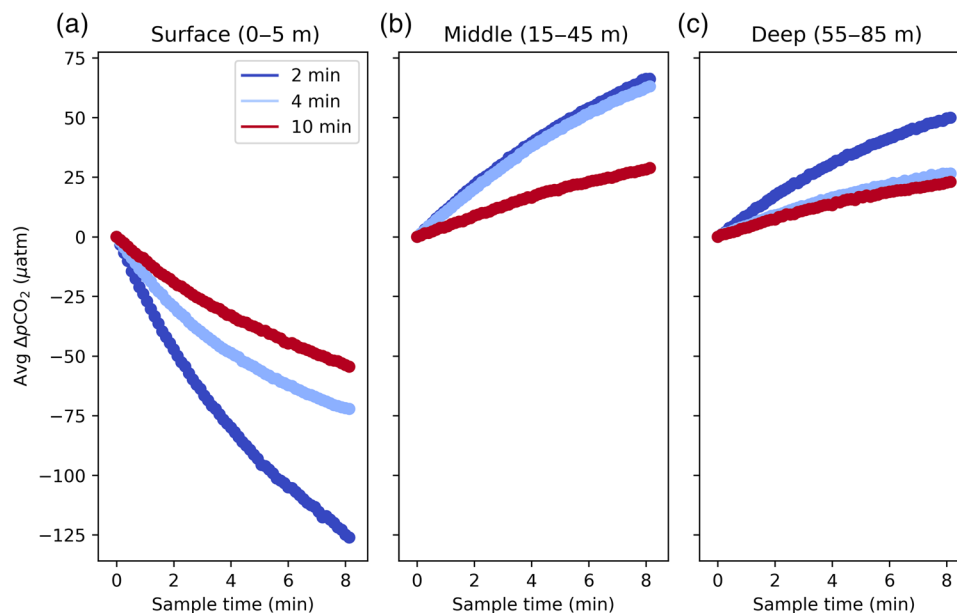 (a)
Surface (0–5 m)
(b)
Middle (15–45 m)
(c)
Deep (55–85 m)
2 min
4 min
10 min
Avg ΔpCO₂ (μatm)
75
50
25
0
−25
−50
−75
−100
−125
0 2 4 6 8
0 2 4 6 8
0 2 4 6 8
Sample time (min)
Sample time (min)
Sample time (min)